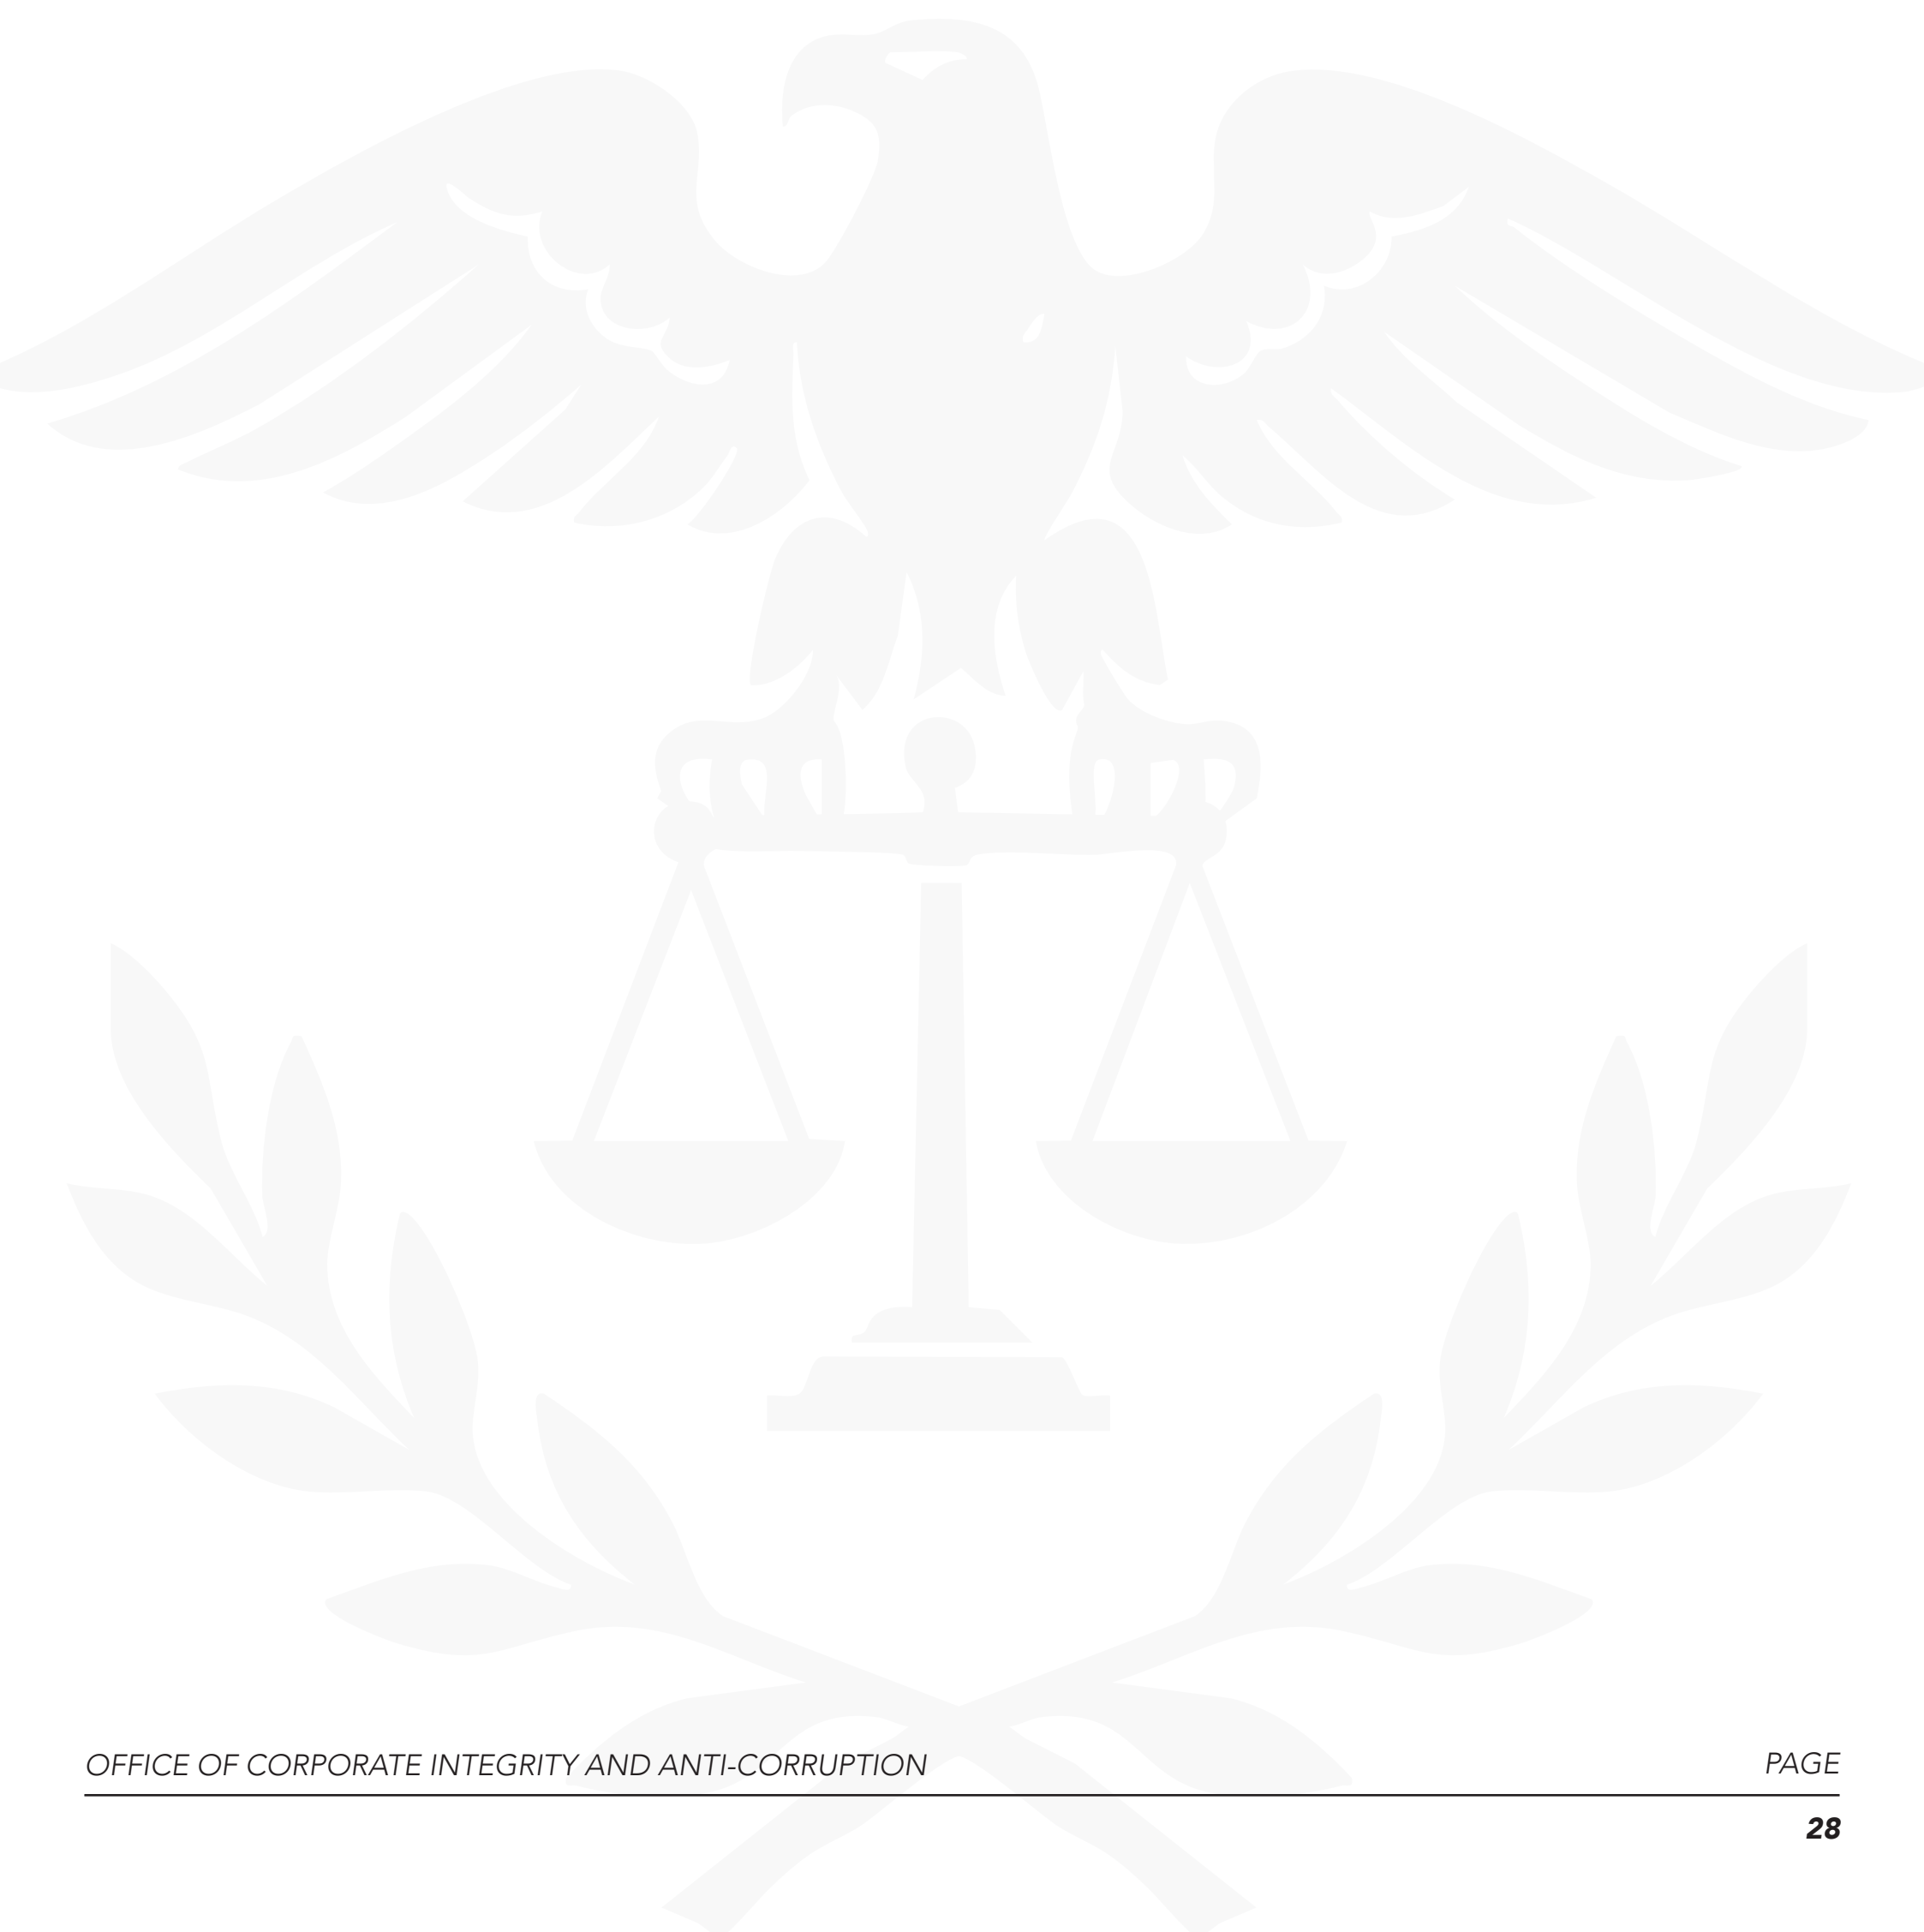 OFFICE OF CORPORATE INTEGRITY AND ANTI-CORRUPTION PAGE
28